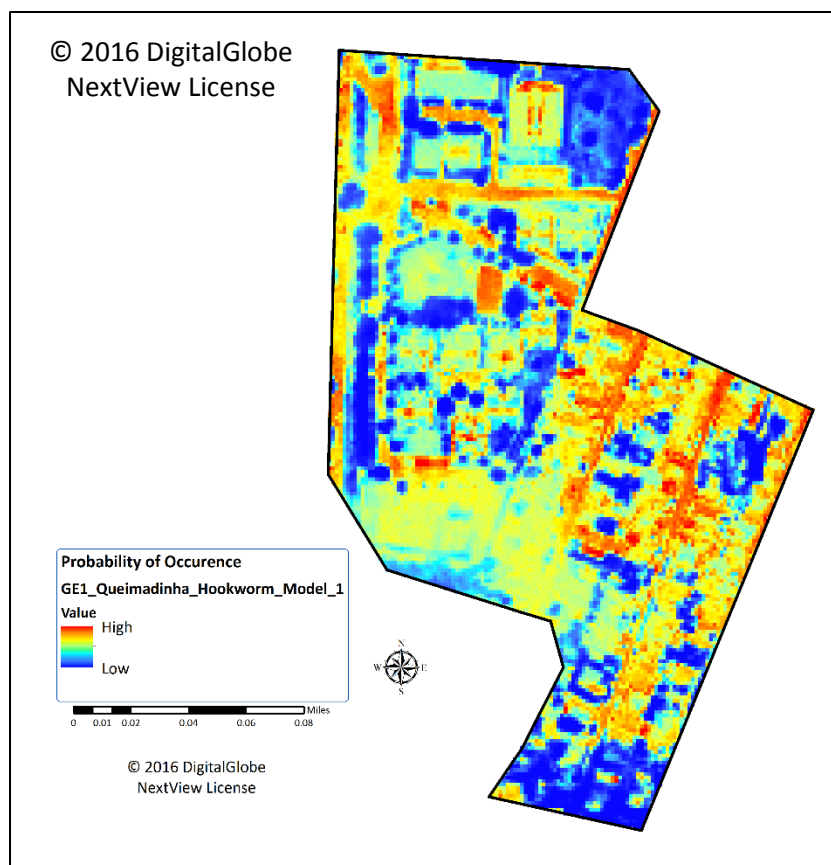 © 2016 DigitalGlobe
NextView License
Probability of Occurence
GE1_Queimadinha_Hookworm_Model_1
Value
High
Low
N
W E
S
Miles
0 0.01 0.02 0.04 0.06 0.08
© 2016 DigitalGlobe
NextView License